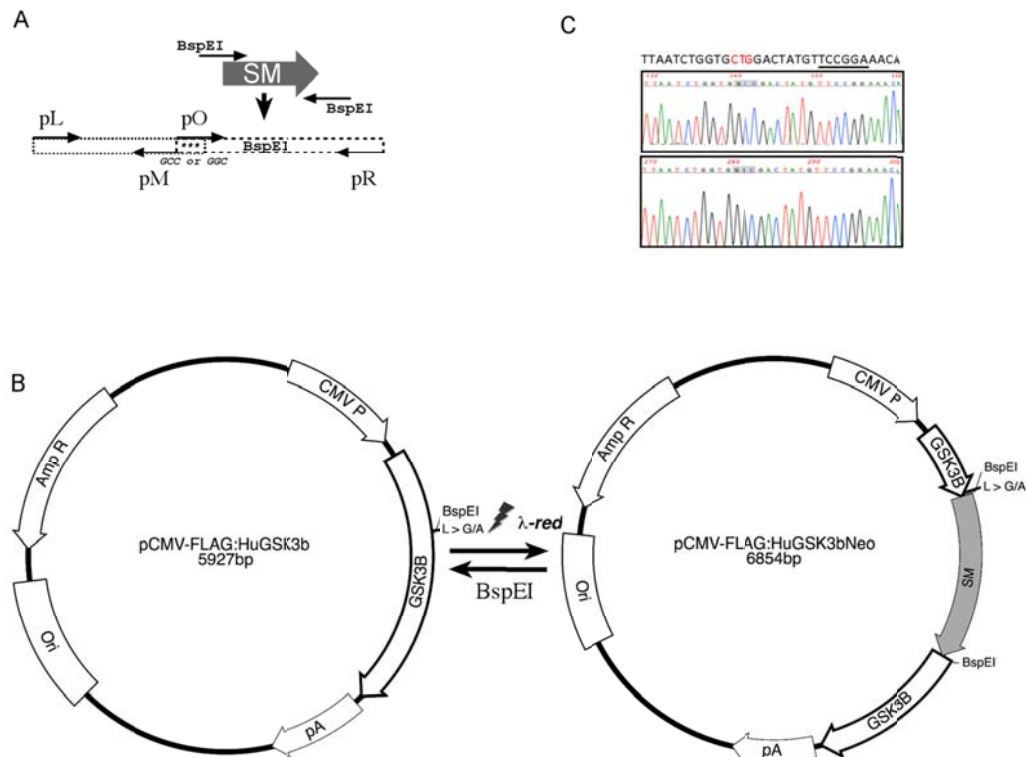 A
BspEI
SM
BspEI
pL
pO
***
BspEI
GCC or GGC
pM
pR
C
TTAATCTGGTGCTGGACTATGTTCCGGAAACA
B
CMV P
Amp R
BspEI
L > G/A
pCMV-FLAG:HuGSK3b
5927bp
GSK3B
Ori
pA
λ-red
BspEI
CMV P
Amp R
GSK3B
BspEI
L > G/A
pCMV-FLAG:HuGSK3bNeo
6854bp
SM
Ori
BspEI
GSK3B
pA